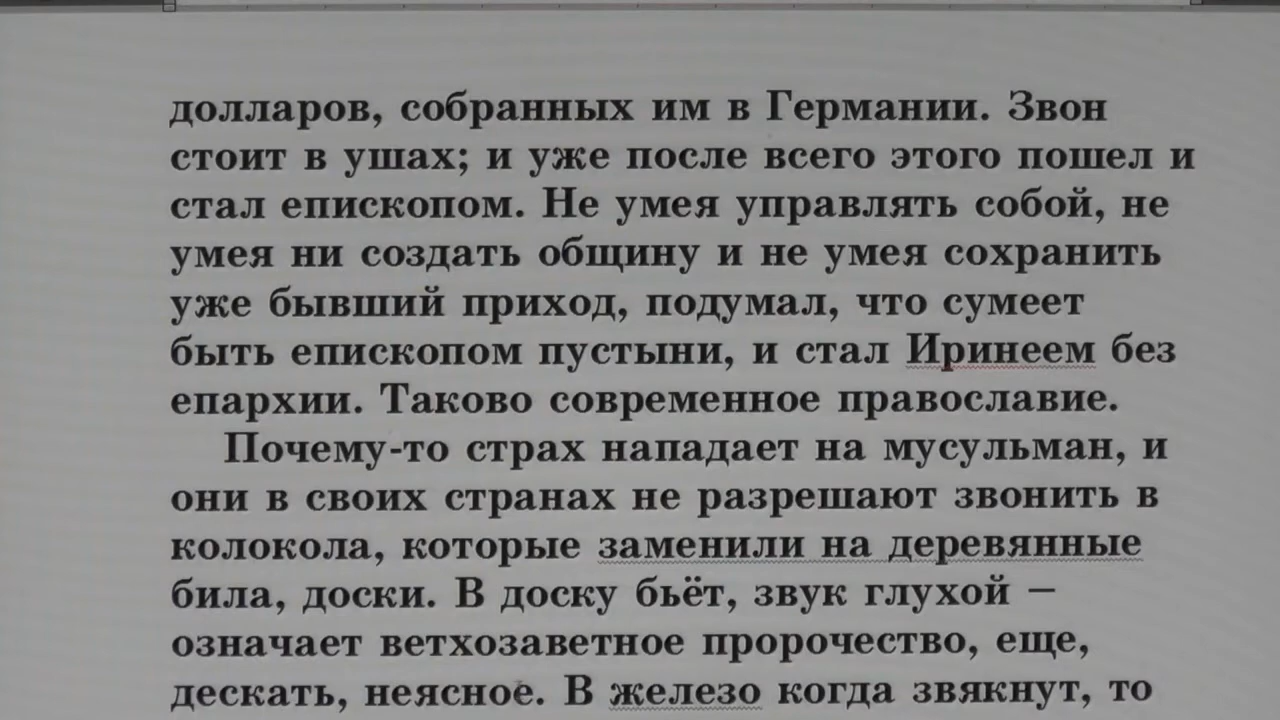 долларов, собранных им в Германии. Звон
стоит в ушах; и уже после всего этого пошел и
стал епископом. Не умея управлять собой, не
умея ни создать общину и не умея сохранить
уже бывший приход, подумал, что сумеет
быть епископом пустыни, и стал Иринеем без
епархии. Таково современное православие.
Почему-то страх нападает на мусульман, и
они в своих странах не разрешают звонить в
колокола, которые заменили на деревянные
била, доски. В доску бьёт, звук глухой –
означает ветхозаветное пророчество, еще,
дескать, неясное. В железо когда звякнут, то